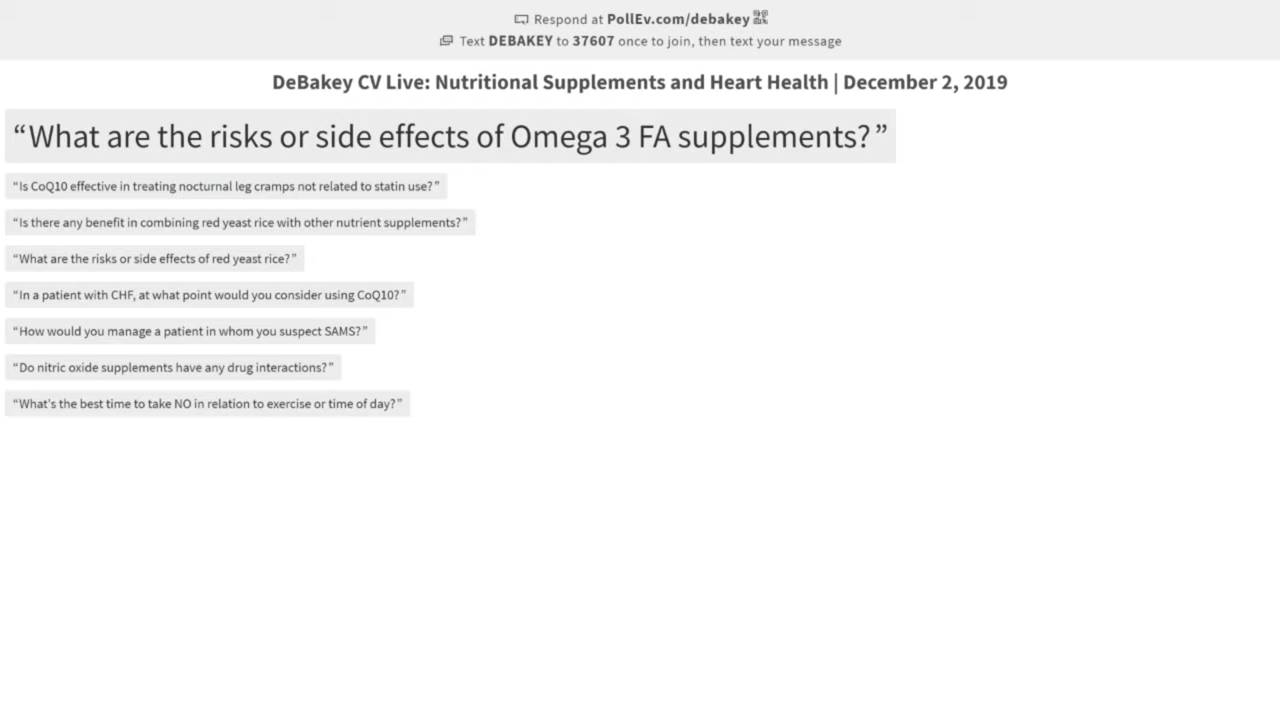 Respond at PollEv.com/debakey
Text DEBAKEY to 37607 once to join, then text your message
DeBakey CV Live: Nutritional Supplements and Heart Health | December 2, 2019
“What are the risks or side effects of Omega 3 FA supplements?”
“Is CoQ10 effective in treating nocturnal leg cramps not related to statin use?”
“Is there any benefit in combining red yeast rice with other nutrient supplements?”
“What are the risks or side effects of red yeast rice?”
“In a patient with CHF, at what point would you consider using CoQ10?”
“How would you manage a patient in whom you suspect SAMS?”
“Do nitric oxide supplements have any drug interactions?”
“What's the best time to take NO in relation to exercise or time of day?”